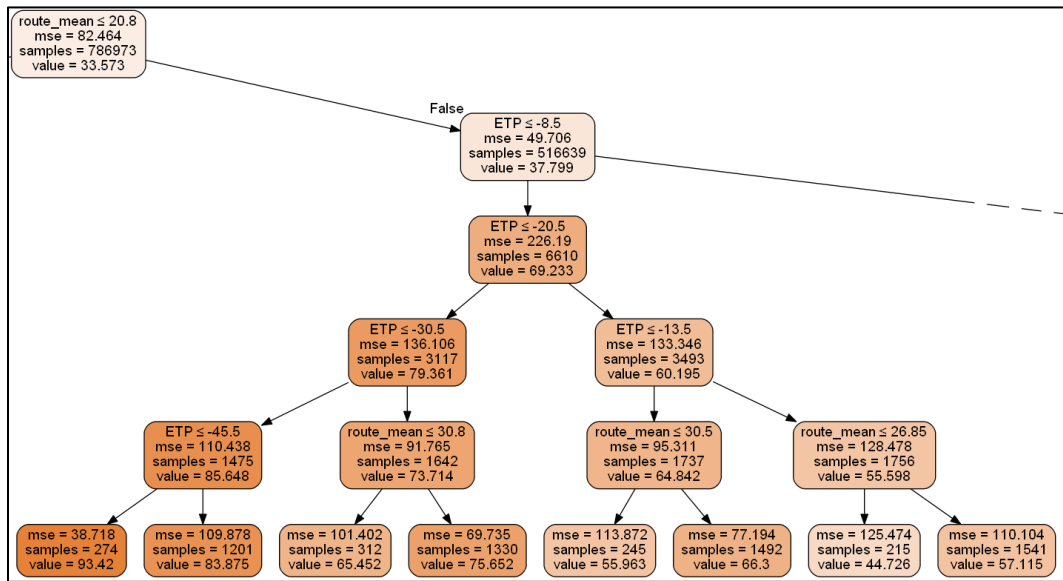 route_mean ≤ 20.8
mse = 82.464
samples = 786973
value = 33.573
False
ETP ≤ -8.5
mse = 49.706
samples = 516639
value = 37.799
ETP ≤ -20.5
mse = 226.19
samples = 6610
value = 69.233
ETP ≤ -30.5
mse = 136.106
samples = 3117
value = 79.361
ETP ≤ -13.5
mse = 133.346
samples = 3493
value = 60.195
ETP ≤ -45.5
mse = 110.438
samples = 1475
value = 85.648
route_mean ≤ 30.8
mse = 91.765
samples = 1642
value = 73.714
route_mean ≤ 30.5
mse = 95.311
samples = 1737
value = 64.842
route_mean ≤ 26.85
mse = 128.478
samples = 1756
value = 55.598
mse = 38.718
samples = 274
value = 93.42
mse = 109.878
samples = 1201
value = 83.875
mse = 101.402
samples = 312
value = 65.452
mse = 69.735
samples = 1330
value = 75.652
mse = 113.872
samples = 245
value = 55.963
mse = 77.194
samples = 1492
value = 66.3
mse = 125.474
samples = 215
value = 44.726
mse = 110.104
samples = 1541
value = 57.115